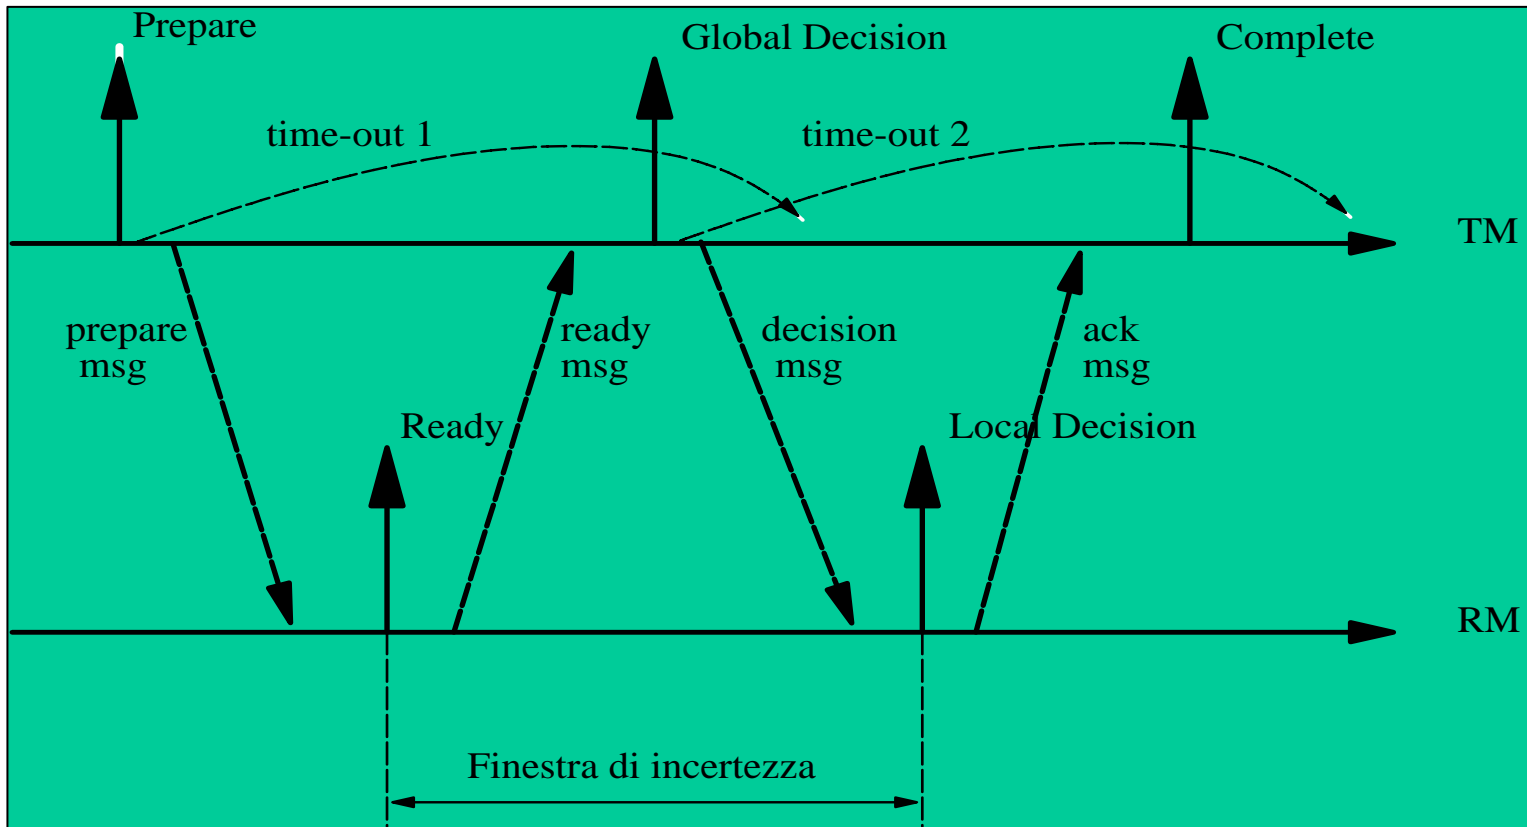 Prepare
Global Decision
Complete
time-out 1
time-out 2
TM
prepare
msg
ready
msg
decision
msg
ack
msg
Ready
Local Decision
RM
Finestra di incertezza